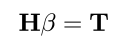 𝐇β = 𝐓